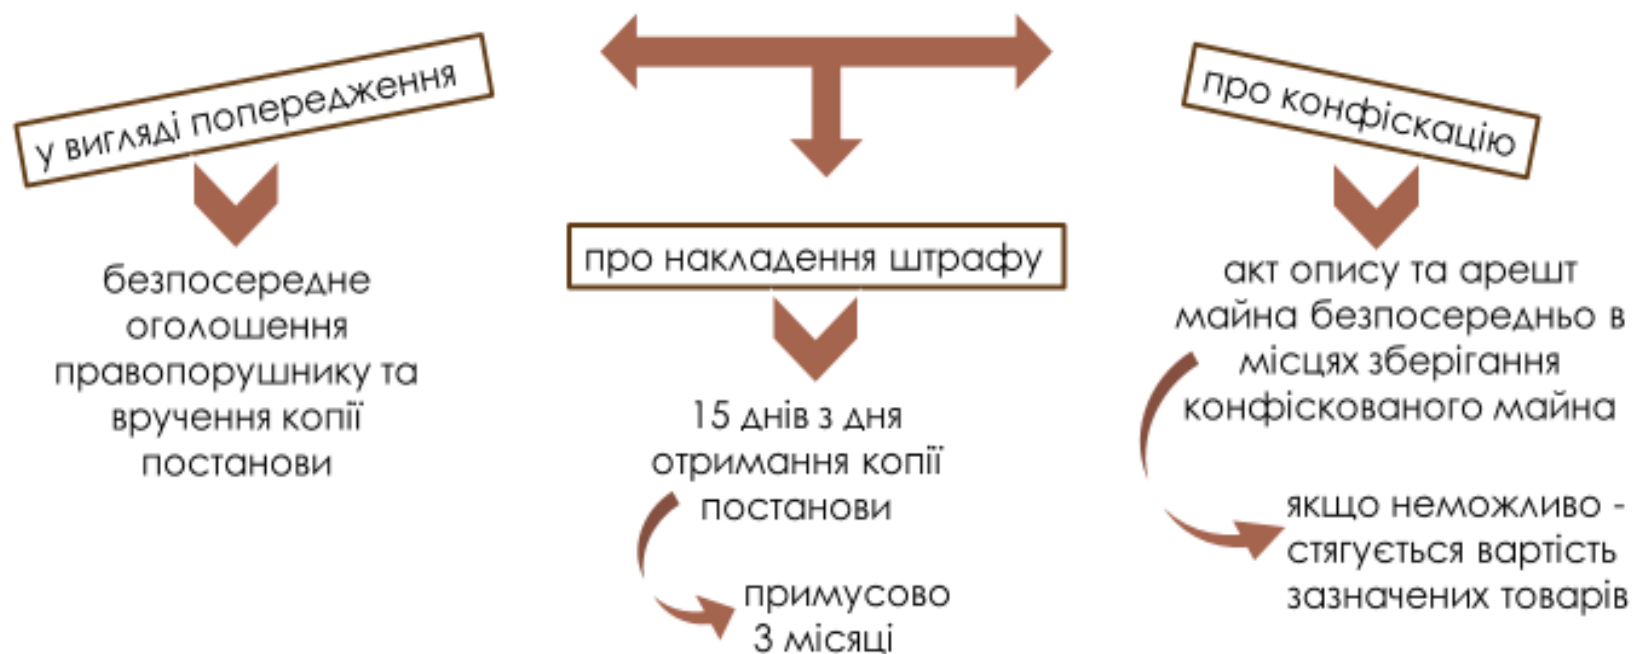 у вигляді попередження
безпосереднє
оголошення
правопорушнику та
вручення копії
постанови
про накладення штрафу
15 днів з дня
отримання копії
постанови
примусово
3 місяці
про конфіскацію
акт опису та арешт
майна безпосередньо в
місцях зберігання
конфіскованого майна
якщо неможливо -
стягується вартість
зазначених товарів